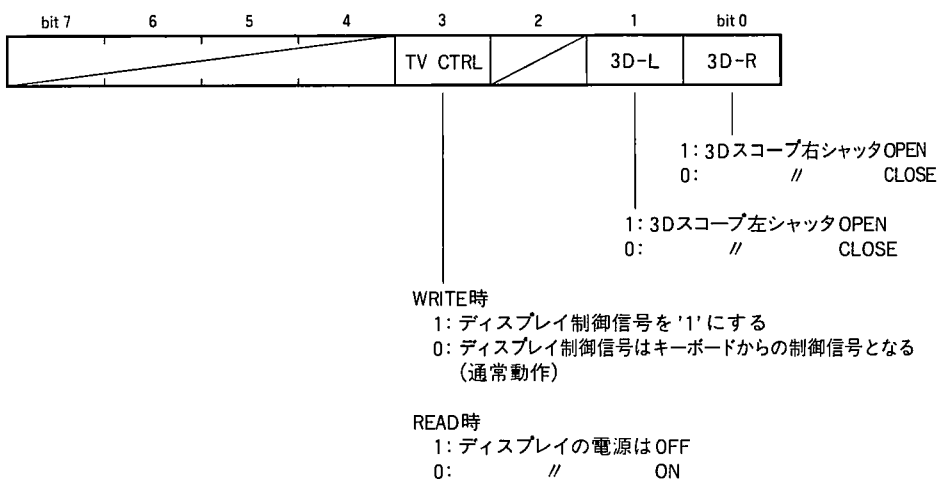 bit 7 6 5 4 3 2 1 bit 0
TV CTRL 3D-L 3D-R
1:3Dスコープ右シャッタOPEN
0: 〃 CLOSE
1:3Dスコープ左シャッタOPEN
0: 〃 CLOSE
WRITE時
1:ディスプレイ制御信号を'1'にする
0:ディスプレイ制御信号はキーボードからの制御信号となる
(通常動作)
READ時
1:ディスプレイの電源はOFF
0: 〃 ON